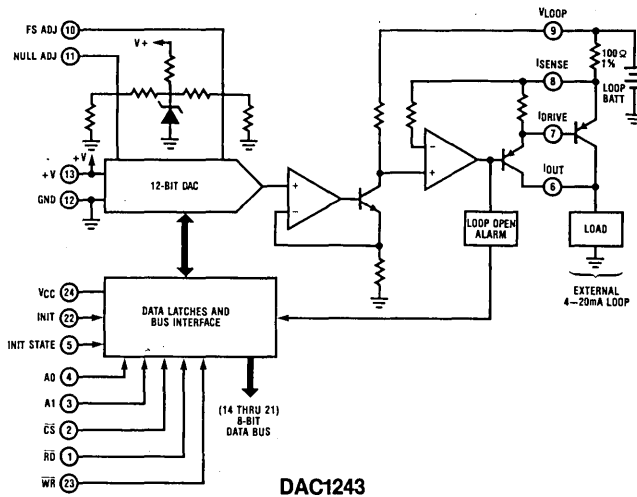 FS ADJ 10
NULL ADJ 11
V+
VLOOP
9
100Ω
1%
ISENSE
8
LOOP
BATT
IDRIVE
7
+V
+V 13
GND 12
12-BIT DAC
+
−
−
+
IOUT
6
LOOP OPEN
ALARM
LOAD
EXTERNAL
4–20mA LOOP
VCC 24
INIT 22
INIT STATE 5
DATA LATCHES AND
BUS INTERFACE
A0 4
A1 3
C̅S̅ 2
R̅D̅ 1
W̅R̅ 23
(14 THRU 21)
8-BIT
DATA BUS
DAC1243